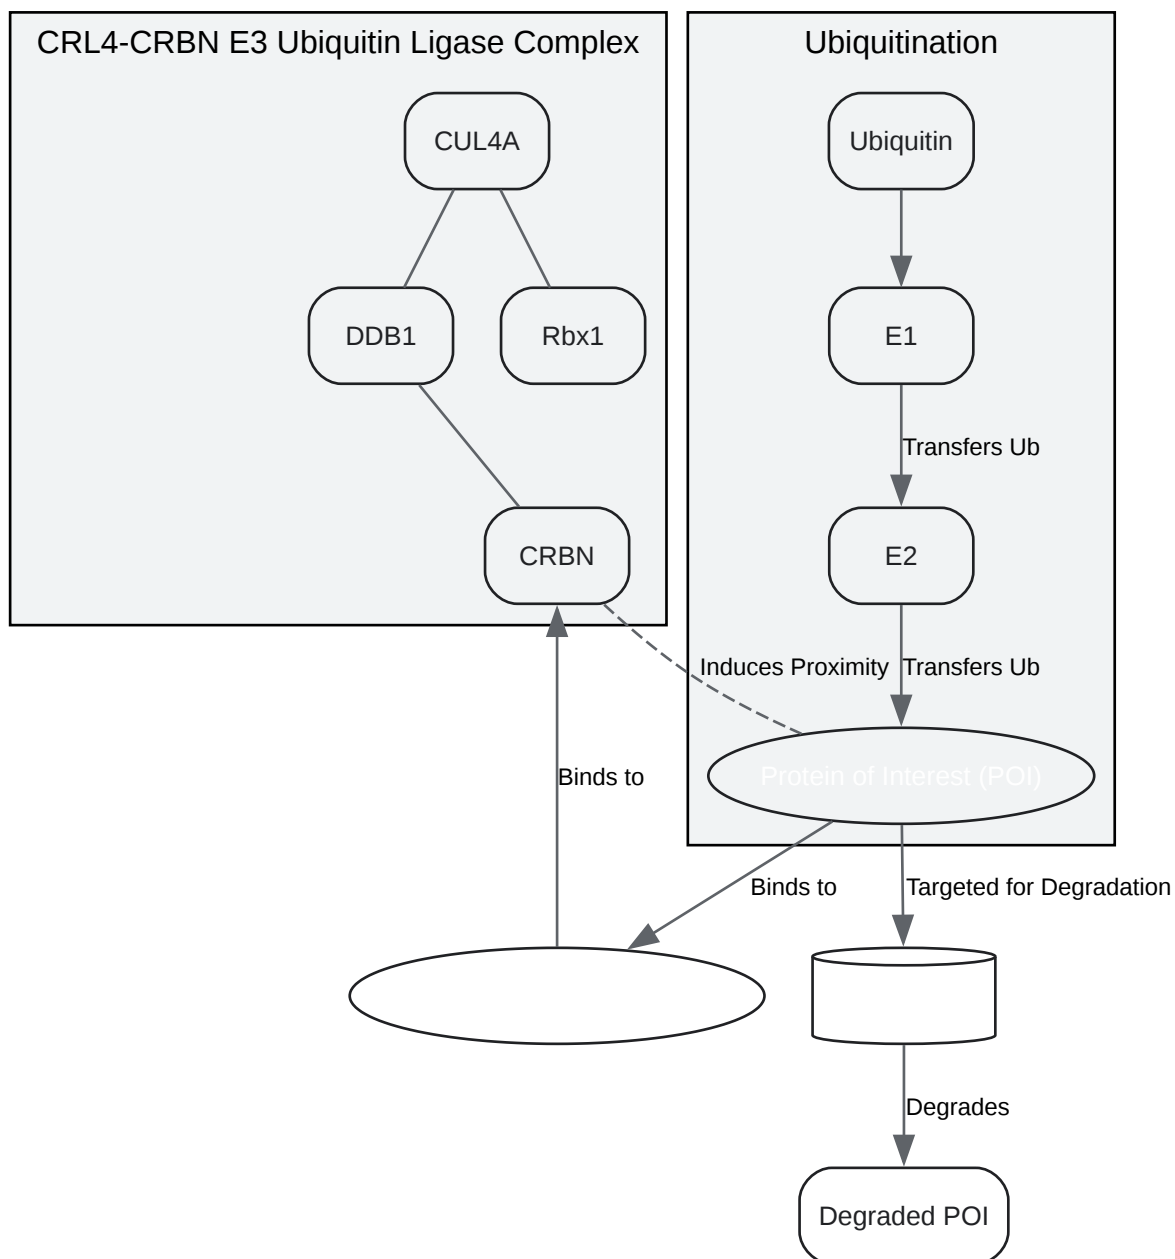 CRL4-CRBN E3 Ubiquitin Ligase Complex
Ubiquitination
CUL4A
Ubiquitin
DDB1
Rbx1
E1
Transfers Ub
CRBN
E2
Induces Proximity
Transfers Ub
Protein of Interest (POI)
Binds to
Binds to
Targeted for Degradation
Degrades
Degraded POI